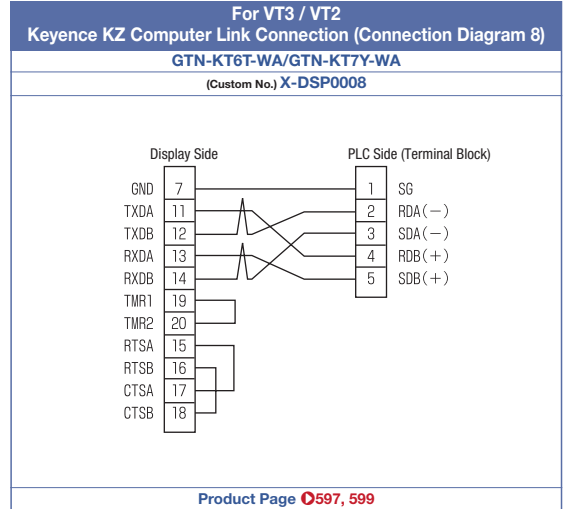 For VT3 / VT2
Keyence KZ Computer Link Connection (Connection Diagram 8)
GTN-KT6T-WA/GTN-KT7Y-WA
(Custom No.) X-DSP0008
Display Side PLC Side (Terminal Block)
GND 7 1 SG
TXDA 11 2 RDA(−)
TXDB 12 3 SDA(−)
RXDA 13 4 RDB(+)
RXDB 14 5 SDB(+)
TMR1 19
TMR2 20
RTSA 15
RTSB 16
CTSA 17
CTSB 18
Product Page 597, 599